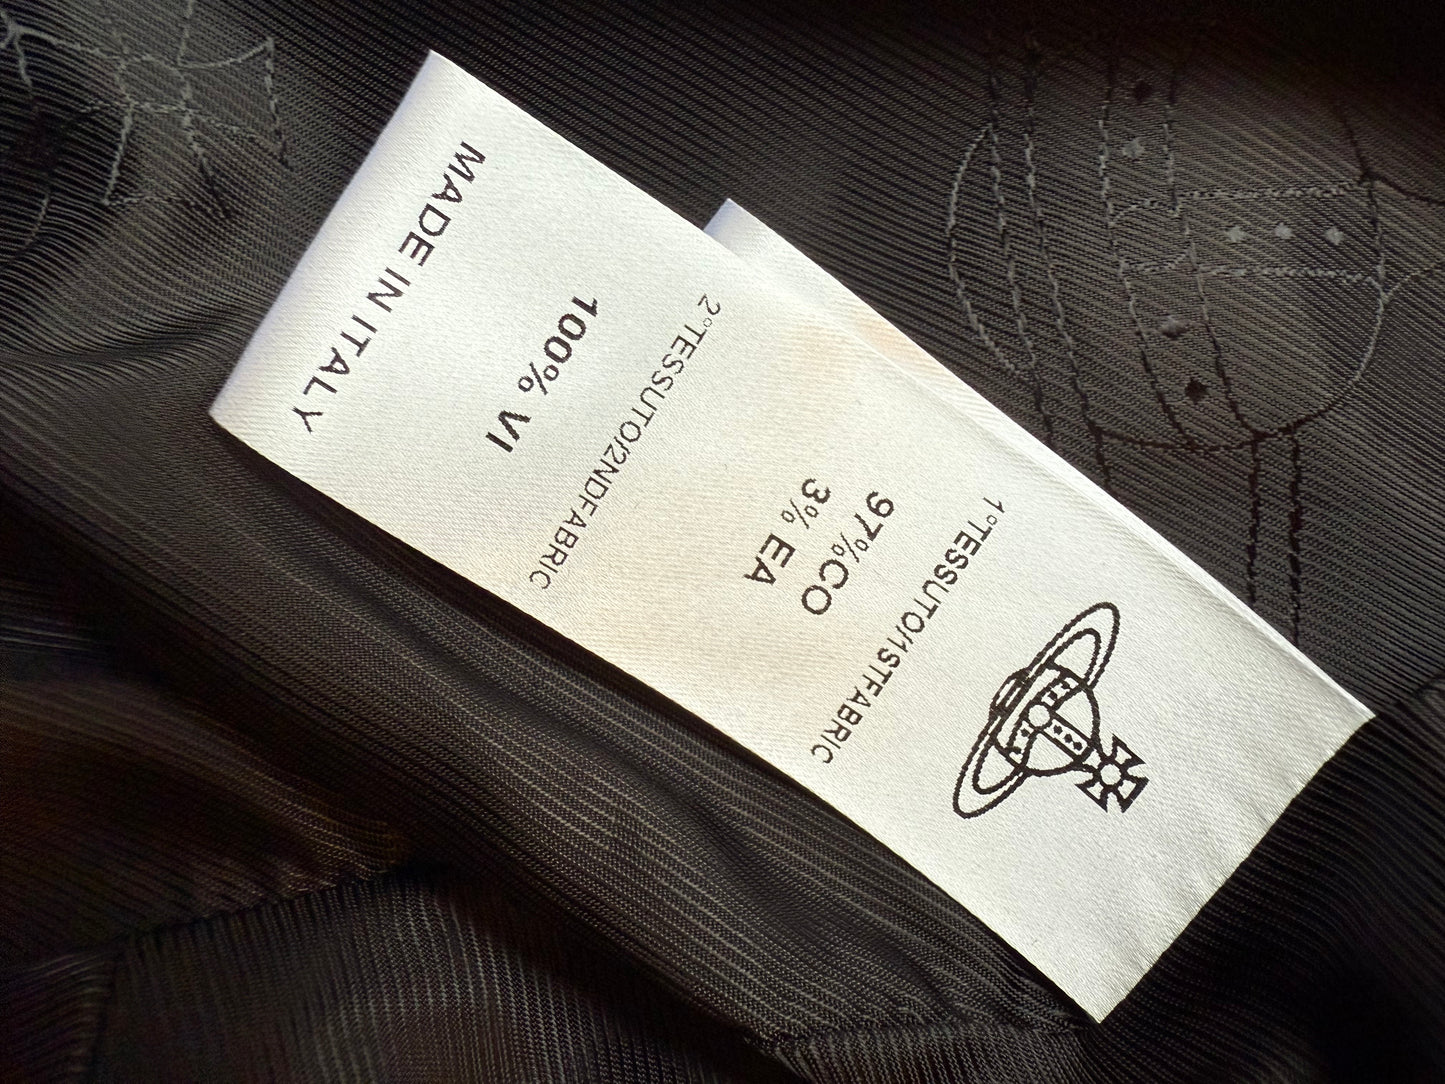 1°TESSUTO/1STFABRIC
97%CO
3% EA
2°TESSUTO/2NDFABRIC
100% VI
MADE IN ITALY